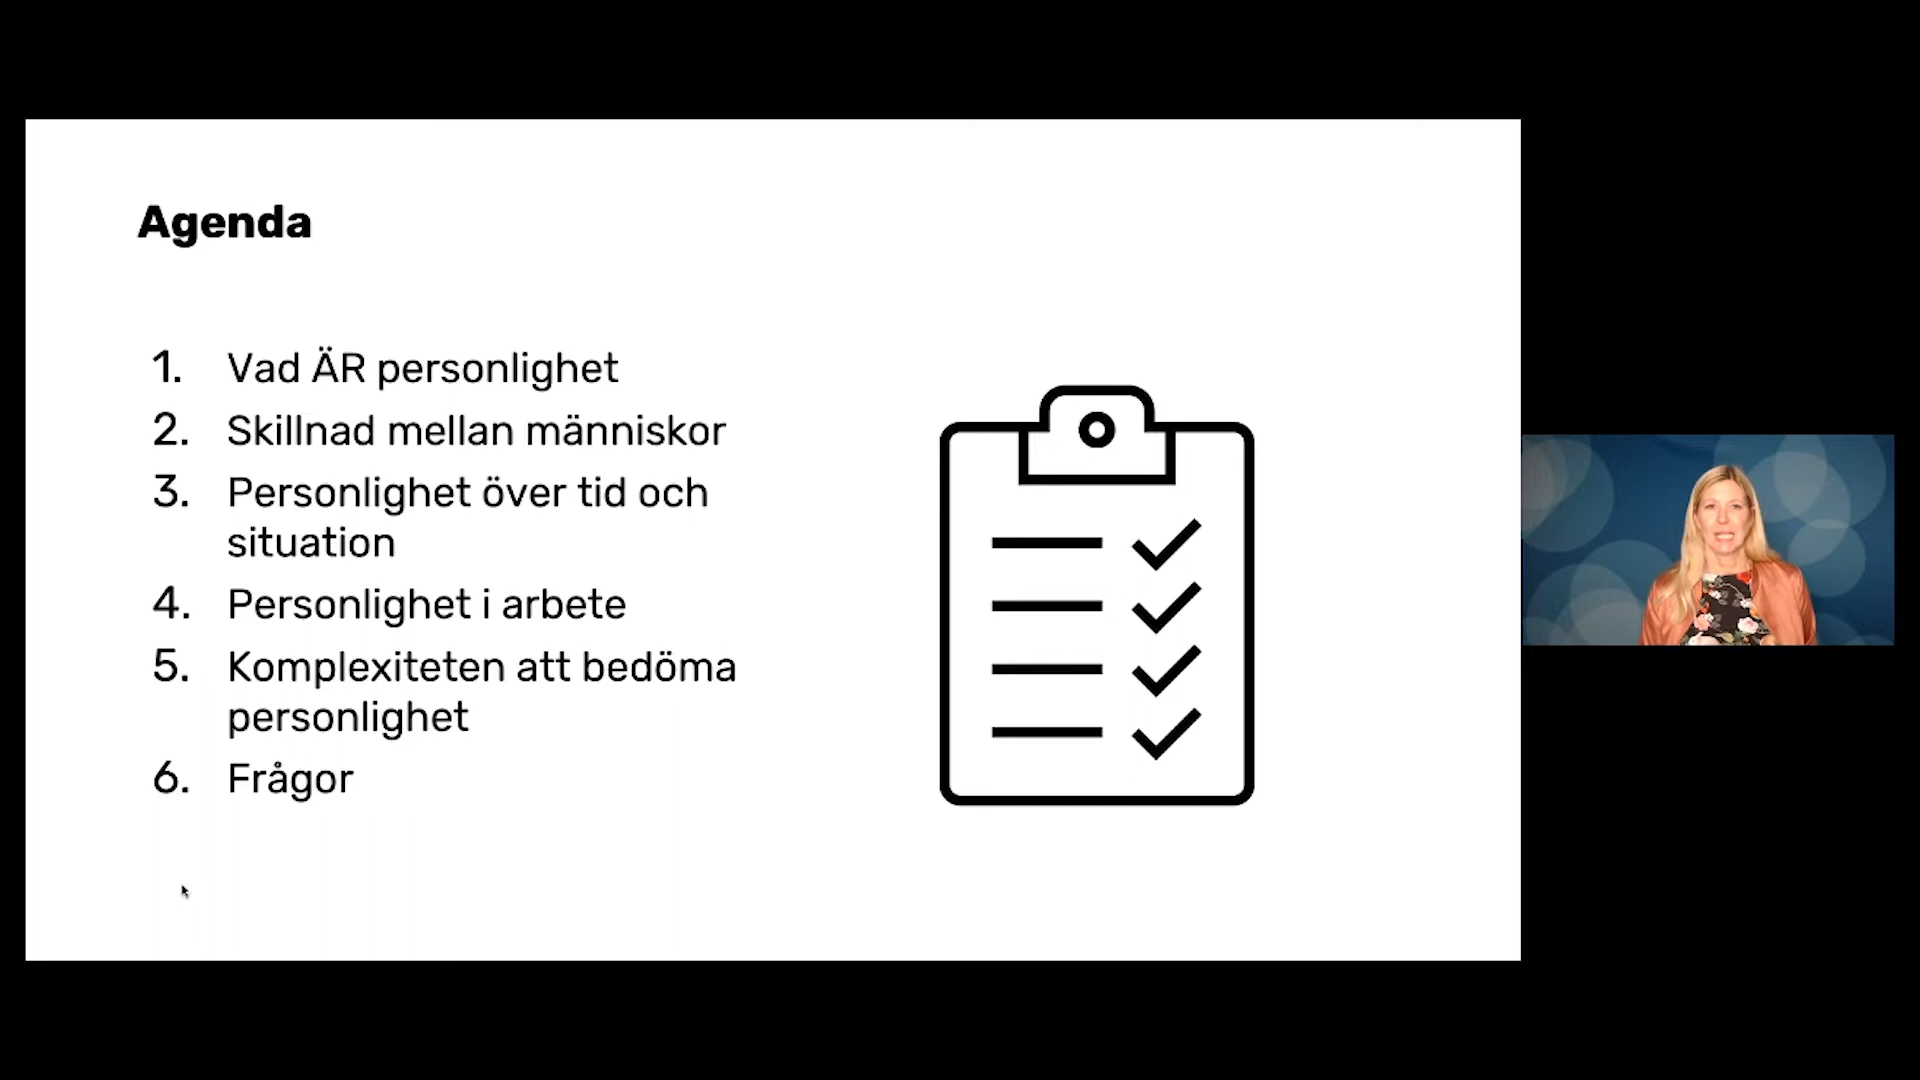 Agenda
1. Vad ÄR personlighet
2. Skillnad mellan människor
3. Personlighet över tid och
situation
4. Personlighet i arbete
5. Komplexiteten att bedöma
personlighet
6. Frågor